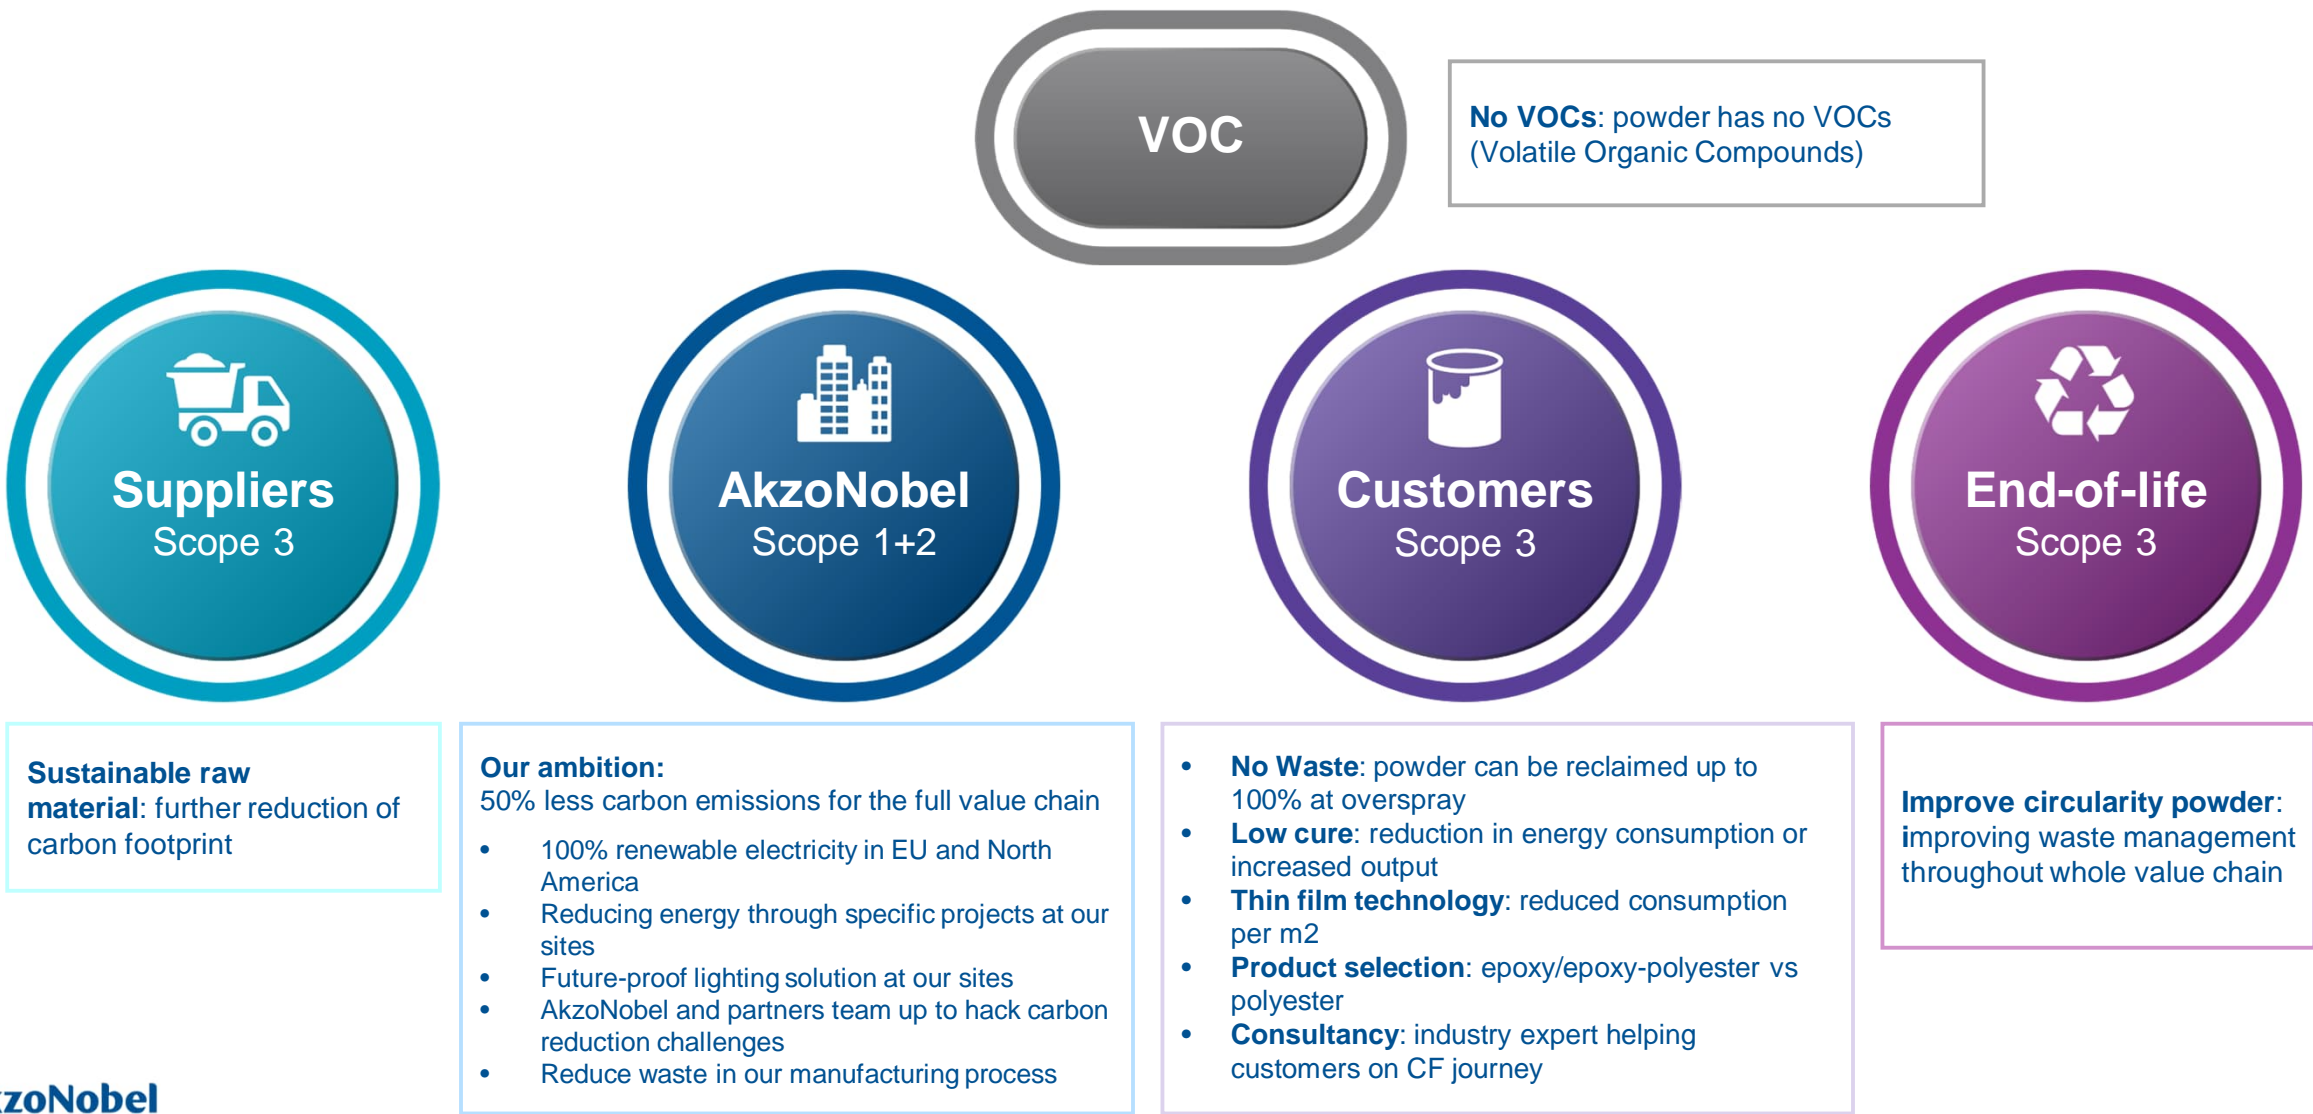 VOC
No VOCs: powder has no VOCs
(Volatile Organic Compounds)
Suppliers
Scope 3
AkzoNobel
Scope 1+2
Customers
Scope 3
End-of-life
Scope 3
Sustainable raw
material: further reduction of
carbon footprint
Our ambition:
50% less carbon emissions for the full value chain
• 100% renewable electricity in EU and North
America
• Reducing energy through specific projects at our
sites
• Future-proof lighting solution at our sites
• AkzoNobel and partners team up to hack carbon
reduction challenges
• Reduce waste in our manufacturing process
• No Waste: powder can be reclaimed up to
100% at overspray
• Low cure: reduction in energy consumption or
increased output
• Thin film technology: reduced consumption
per m2
• Product selection: epoxy/epoxy-polyester vs
polyester
• Consultancy: industry expert helping
customers on CF journey
Improve circularity powder:
improving waste management
throughout whole value chain
zoNobel